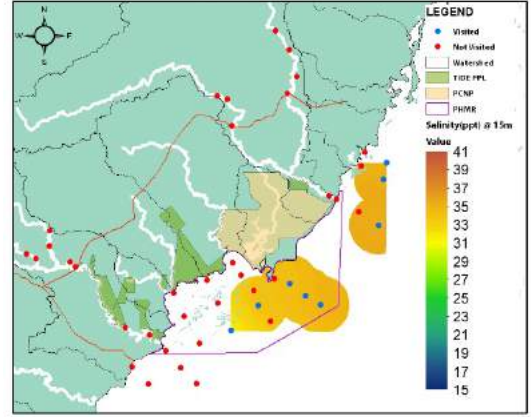 N
W E
S
LEGEND
Visited
Not Visited
Watershed
TIDE PPL
PCNP
PHMR
Salinity(ppt) @ 15m
Value
41
39
37
35
33
31
29
27
25
23
21
19
17
15